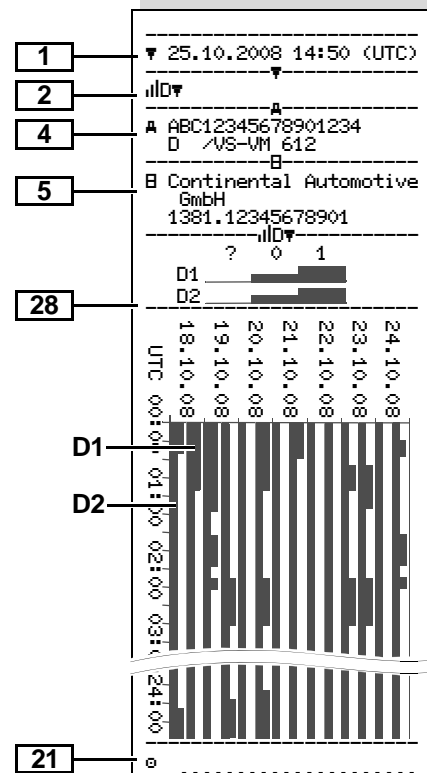 1
▼ 25.10.2008 14:50 (UTC)
2
D▼
4
ABC12345678901234
D /VS-VM 612
5
Continental Automotive
GmbH
1381.12345678901
D▼
? 0 1
D1
D2
28
18.10.08
19.10.08
20.10.08
21.10.08
22.10.08
23.10.08
24.10.08
UTC 00:00 01:00 02:00 03:
24:00
D1
D2
21